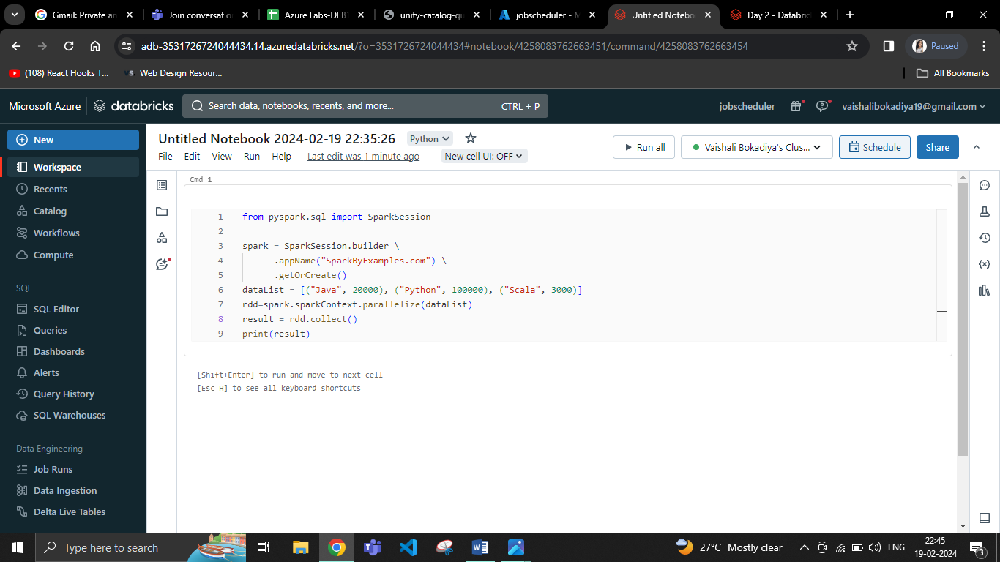 Gmail: Private an
Join conversation
Azure Labs-DEB
unity-catalog-qu
jobscheduler - M
Untitled Noteboo
Day 2 - Databric
adb-3531726724044434.14.azuredatabricks.net/?o=3531726724044434#notebook/4258083762663451/command/4258083762663454
Paused
(108) React Hooks T...
Web Design Resour...
All Bookmarks
Microsoft Azure
databricks
Search data, notebooks, recents, and more...
CTRL + P
jobscheduler
vaishalibokadiya19@gmail.com
New
Workspace
Recents
Catalog
Workflows
Compute
SQL
SQL Editor
Queries
Dashboards
Alerts
Query History
SQL Warehouses
Data Engineering
Job Runs
Data Ingestion
Delta Live Tables
Untitled Notebook 2024-02-19 22:35:26
Python
File Edit View Run Help Last edit was 1 minute ago New cell UI: OFF
Run all
Vaishali Bokadiya's Clus...
Schedule
Share
Cmd 1
1 from pyspark.sql import SparkSession
2
3 spark = SparkSession.builder \
4 .appName("SparkByExamples.com") \
5 .getOrCreate()
6 dataList = [("Java", 20000), ("Python", 100000), ("Scala", 3000)]
7 rdd=spark.sparkContext.parallelize(dataList)
8 result = rdd.collect()
9 print(result)
[Shift+Enter] to run and move to next cell
[Esc H] to see all keyboard shortcuts
Type here to search
27°C Mostly clear
ENG
22:45
19-02-2024
3